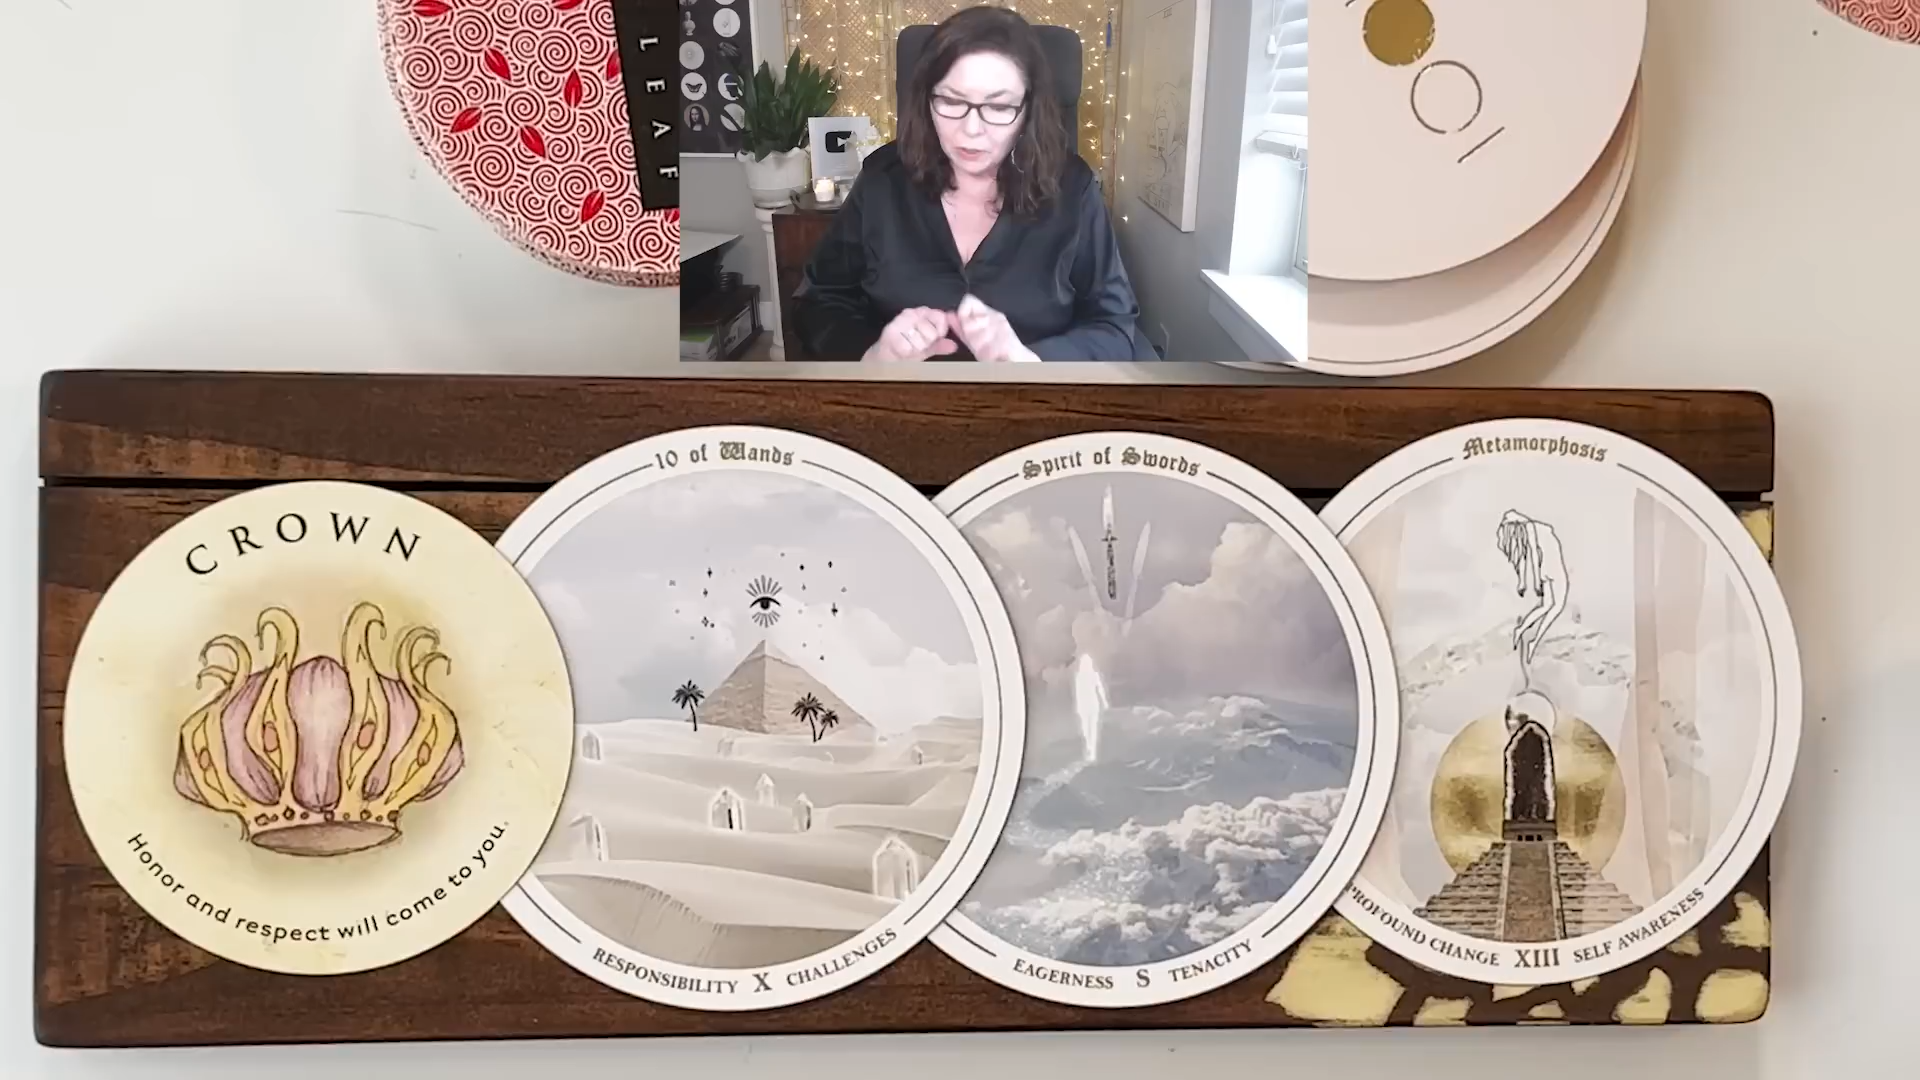 LEAF
CROWN
Honor and respect will come to you.
10 of Wands
RESPONSIBILITY X CHALLENGES
Spirit of Swords
EAGERNESS S TENACITY
Metamorphosis
PROFOUND CHANGE XIII SELF AWARENESS